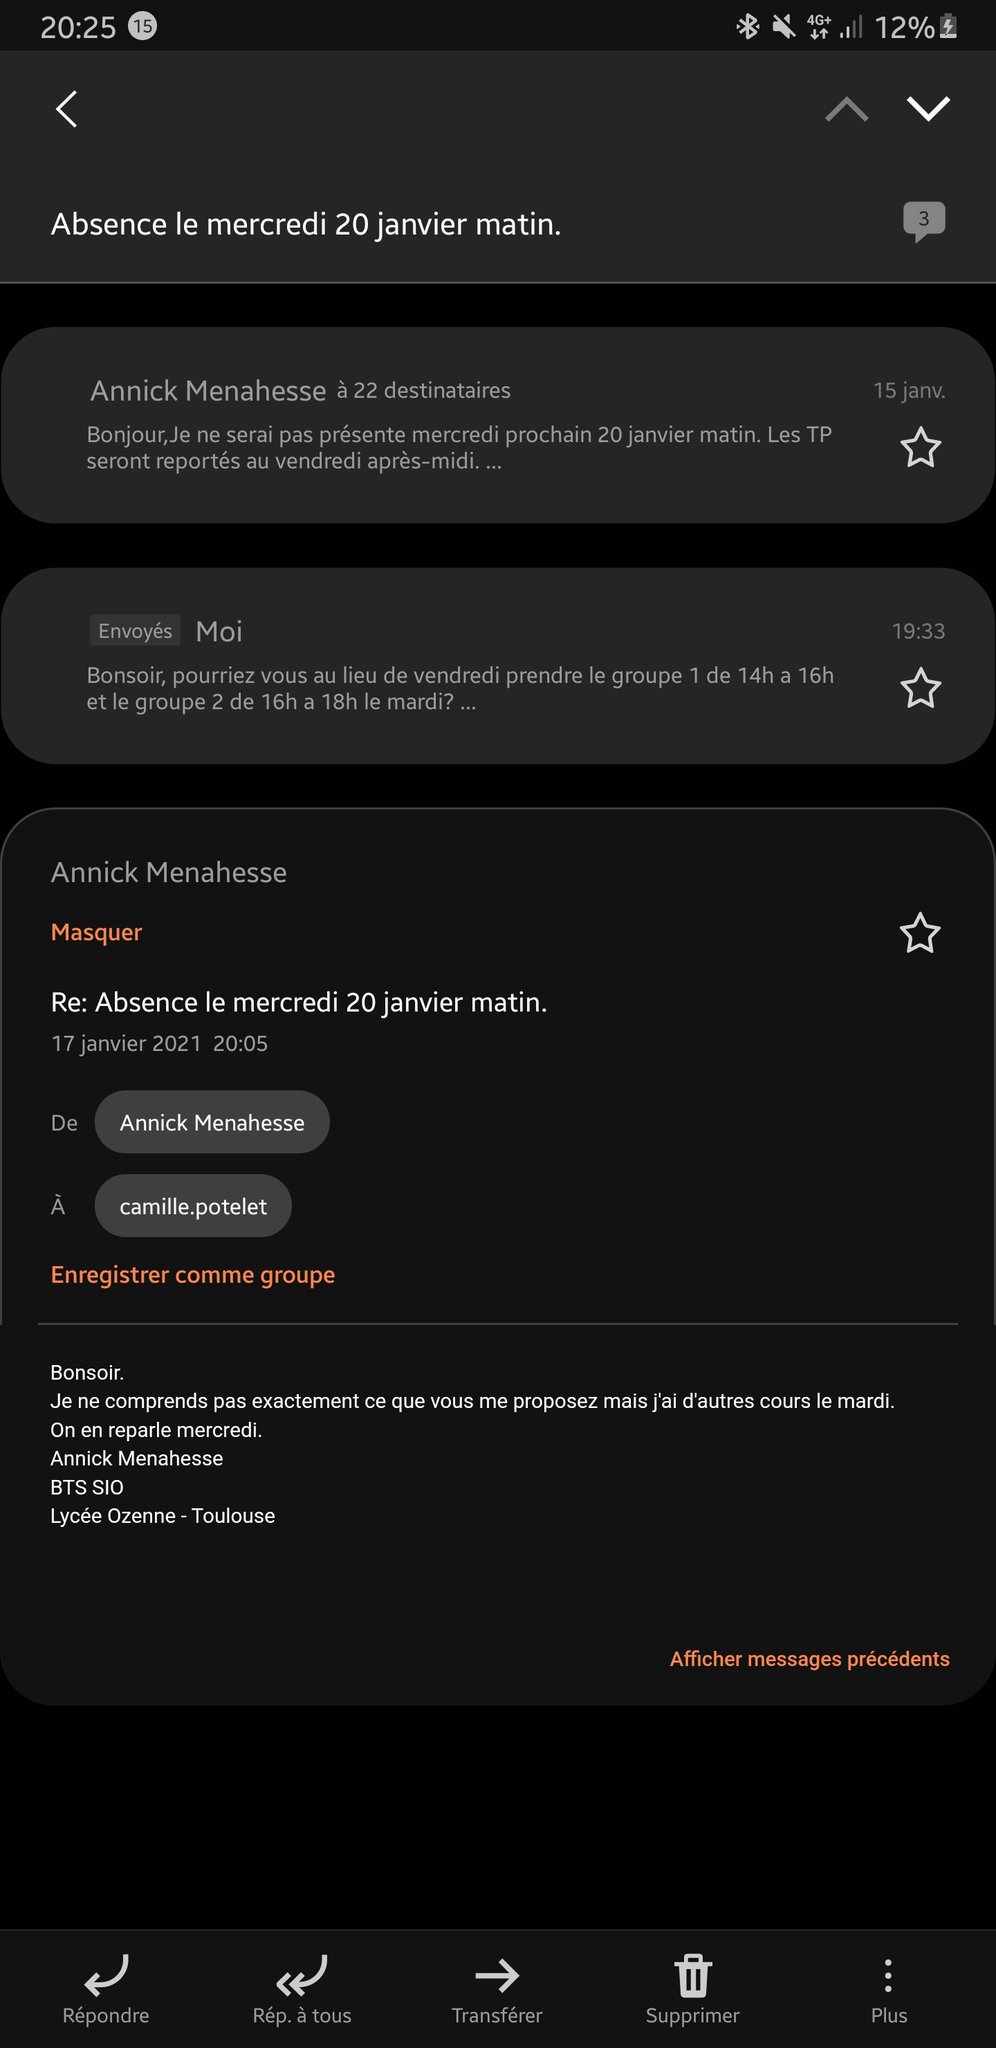 20:25 15 4G+ 12%
Absence le mercredi 20 janvier matin.
3
Annick Menahesse à 22 destinataires 15 janv.
Bonjour,Je ne serai pas présente mercredi prochain 20 janvier matin. Les TP
seront reportés au vendredi après-midi. ...
Envoyés Moi 19:33
Bonsoir, pourriez vous au lieu de vendredi prendre le groupe 1 de 14h a 16h
et le groupe 2 de 16h a 18h le mardi? ...
Annick Menahesse
Masquer
Re: Absence le mercredi 20 janvier matin.
17 janvier 2021 20:05
De Annick Menahesse
À camille.potelet
Enregistrer comme groupe
Bonsoir.
Je ne comprends pas exactement ce que vous me proposez mais j'ai d'autres cours le mardi.
On en reparle mercredi.
Annick Menahesse
BTS SIO
Lycée Ozenne - Toulouse
Afficher messages précédents
Répondre Rép. à tous Transférer Supprimer Plus